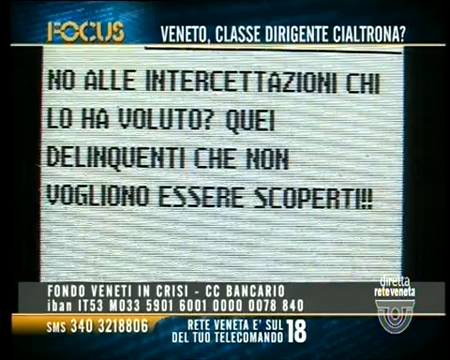 FOCUS
VENETO, CLASSE DIRIGENTE CIALTRONA?
NO ALLE INTERCETTAZIONI CHI
LO HA VOLUTO? QUEI
DELINQUENTI CHE NON
VOGLIONO ESSERE SCOPERTI!!
FONDO VENETI IN CRISI - CC BANCARIO
iban IT53 M033 5901 6001 0000 0078 840
diretta
reteveneta
SMS 340 3218806
RETE VENETA E' SUL
DEL TUO TELECOMANDO 18